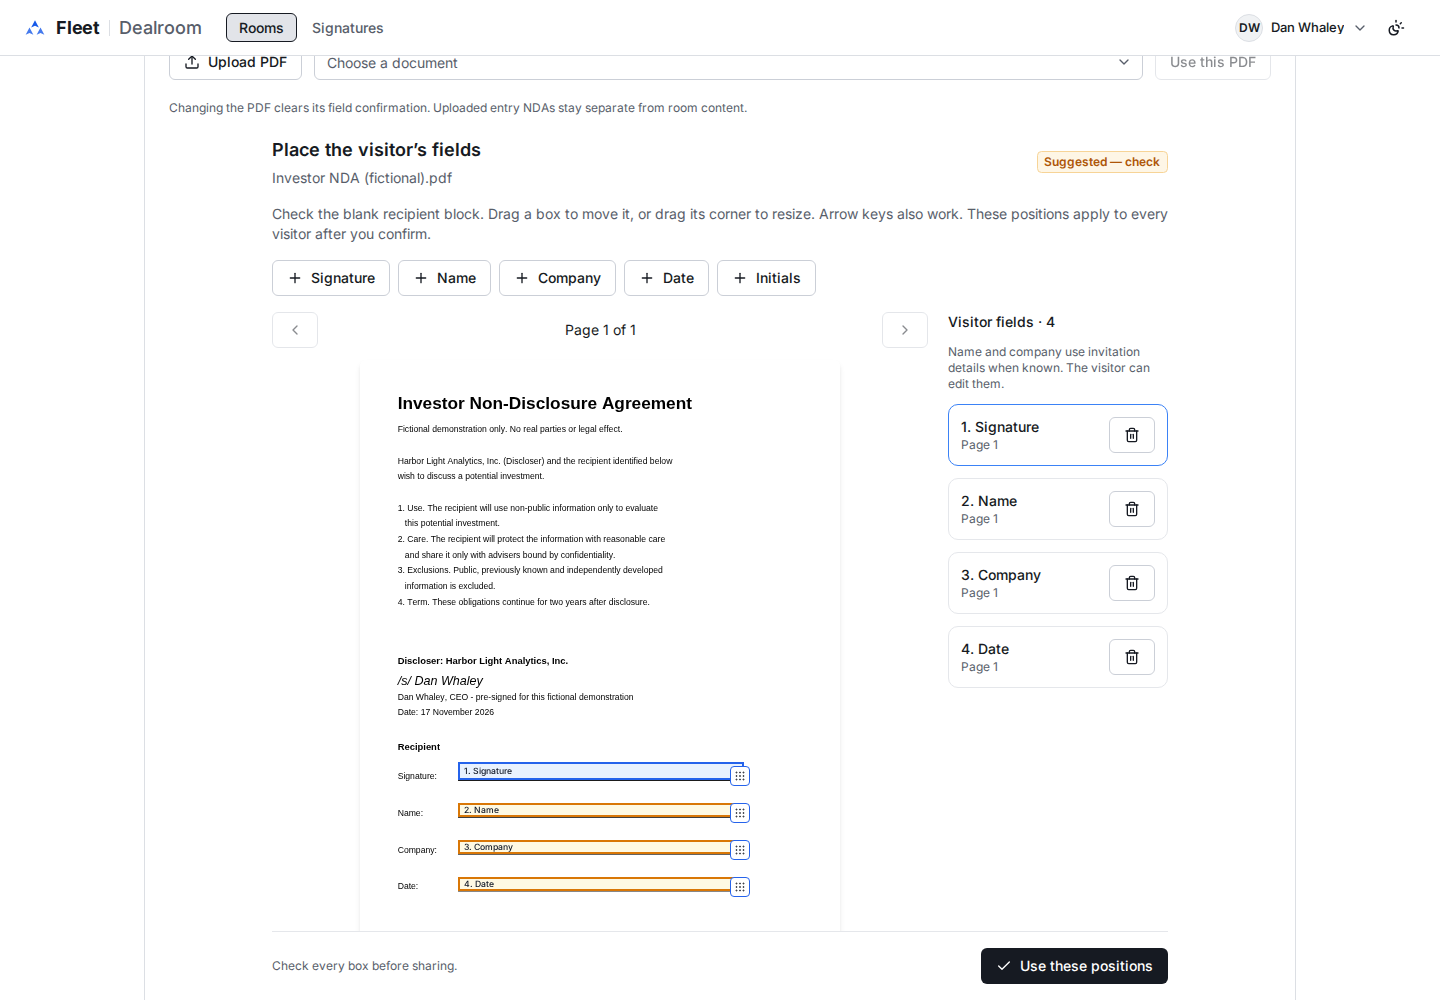 Fleet
Dealroom
Rooms
Signatures
DW
Dan Whaley
Upload PDF
Choose a document
Use this PDF
Changing the PDF clears its field confirmation. Uploaded entry NDAs stay separate from room content.
Place the visitor’s fields
Suggested — check
Investor NDA (fictional).pdf
Check the blank recipient block. Drag a box to move it, or drag its corner to resize. Arrow keys also work. These positions apply to every
visitor after you confirm.
Signature
Name
Company
Date
Initials
Page 1 of 1
Investor Non-Disclosure Agreement
Fictional demonstration only. No real parties or legal effect.
Harbor Light Analytics, Inc. (Discloser) and the recipient identified below
wish to discuss a potential investment.
1. Use. The recipient will use non-public information only to evaluate
this potential investment.
2. Care. The recipient will protect the information with reasonable care
and share it only with advisers bound by confidentiality.
3. Exclusions. Public, previously known and independently developed
information is excluded.
4. Term. These obligations continue for two years after disclosure.
Discloser: Harbor Light Analytics, Inc.
/s/ Dan Whaley
Dan Whaley, CEO - pre-signed for this fictional demonstration
Date: 17 November 2026
Recipient
Signature: 1. Signature
Name: 2. Name
Company: 3. Company
Date: 4. Date
Visitor fields · 4
Name and company use invitation
details when known. The visitor can
edit them.
1. Signature
Page 1
2. Name
Page 1
3. Company
Page 1
4. Date
Page 1
Check every box before sharing.
Use these positions